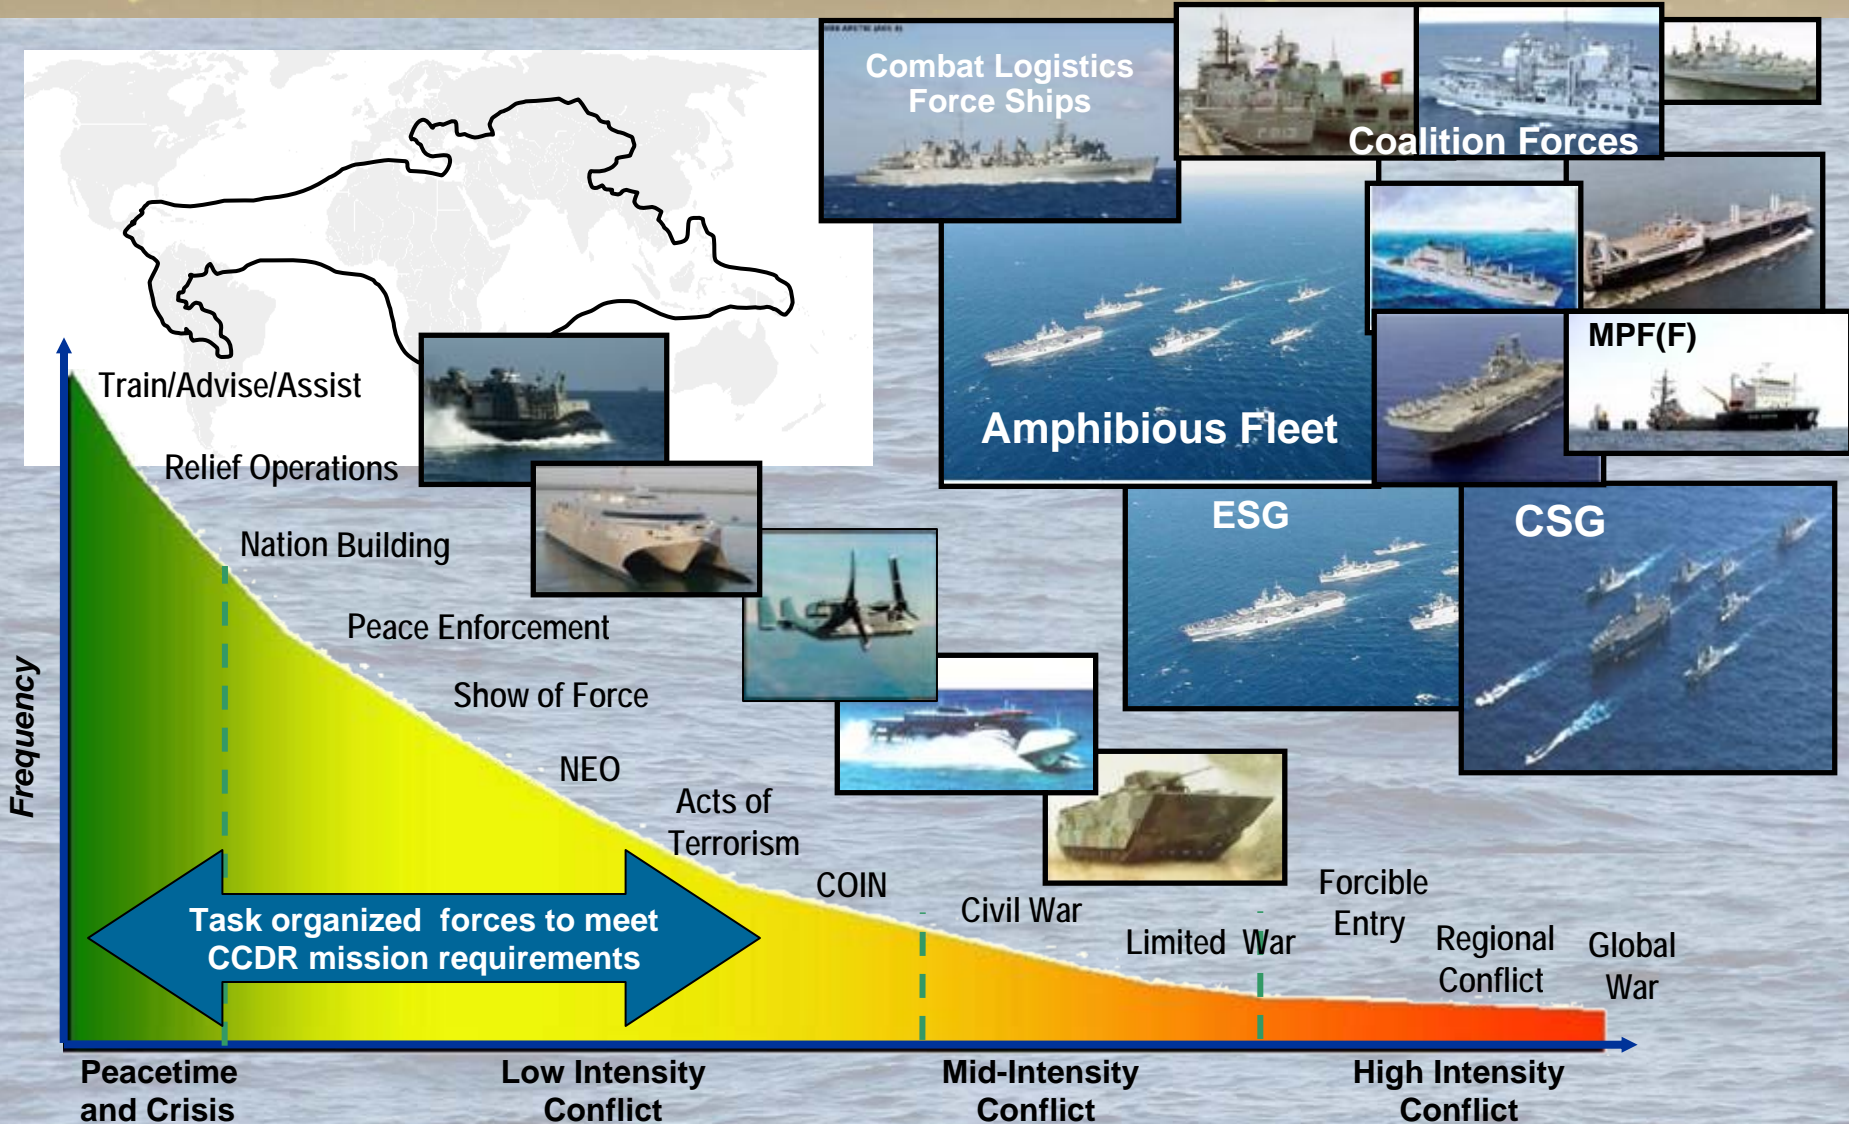 Combat Logistics
Force Ships
Coalition Forces
MPF(F)
Amphibious Fleet
ESG
CSG
Train/Advise/Assist
Relief Operations
Nation Building
Peace Enforcement
Show of Force
NEO
Acts of
Terrorism
COIN
Civil War
Limited War
Forcible
Entry
Regional
Conflict
Global
War
Frequency
Task organized forces to meet
CCDR mission requirements
Peacetime
and Crisis
Low Intensity
Conflict
Mid-Intensity
Conflict
High Intensity
Conflict